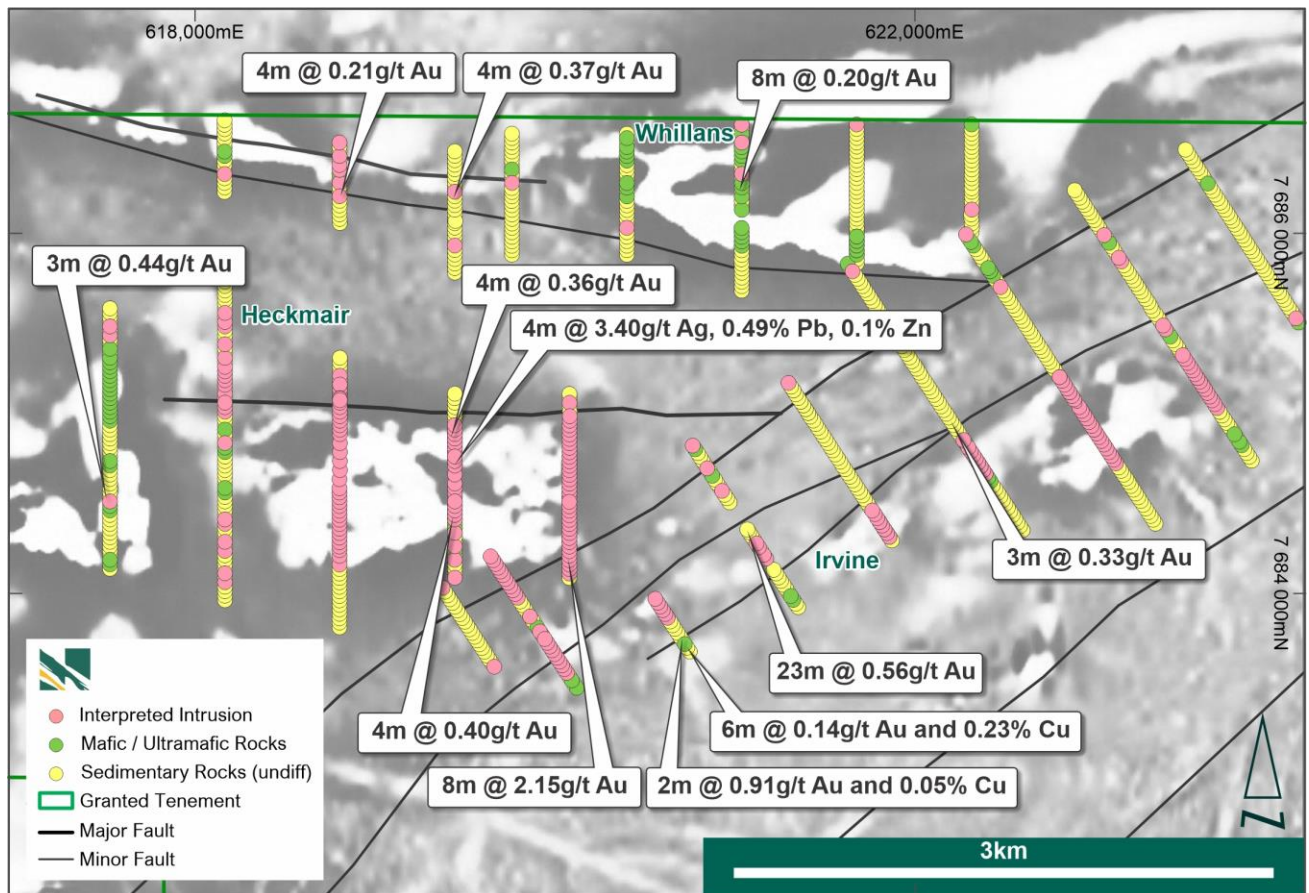 618,000mE
622,000mE
4m @ 0.21g/t Au
4m @ 0.37g/t Au
8m @ 0.20g/t Au
Whillans
7 686 000mN
3m @ 0.44g/t Au
4m @ 0.36g/t Au
Heckmair
4m @ 3.40g/t Ag, 0.49% Pb, 0.1% Zn
3m @ 0.33g/t Au
Irvine
7 684 000mN
23m @ 0.56g/t Au
4m @ 0.40g/t Au
6m @ 0.14g/t Au and 0.23% Cu
8m @ 2.15g/t Au
2m @ 0.91g/t Au and 0.05% Cu
Interpreted Intrusion
Mafic / Ultramafic Rocks
Sedimentary Rocks (undiff)
Granted Tenement
Major Fault
Minor Fault
N
3km